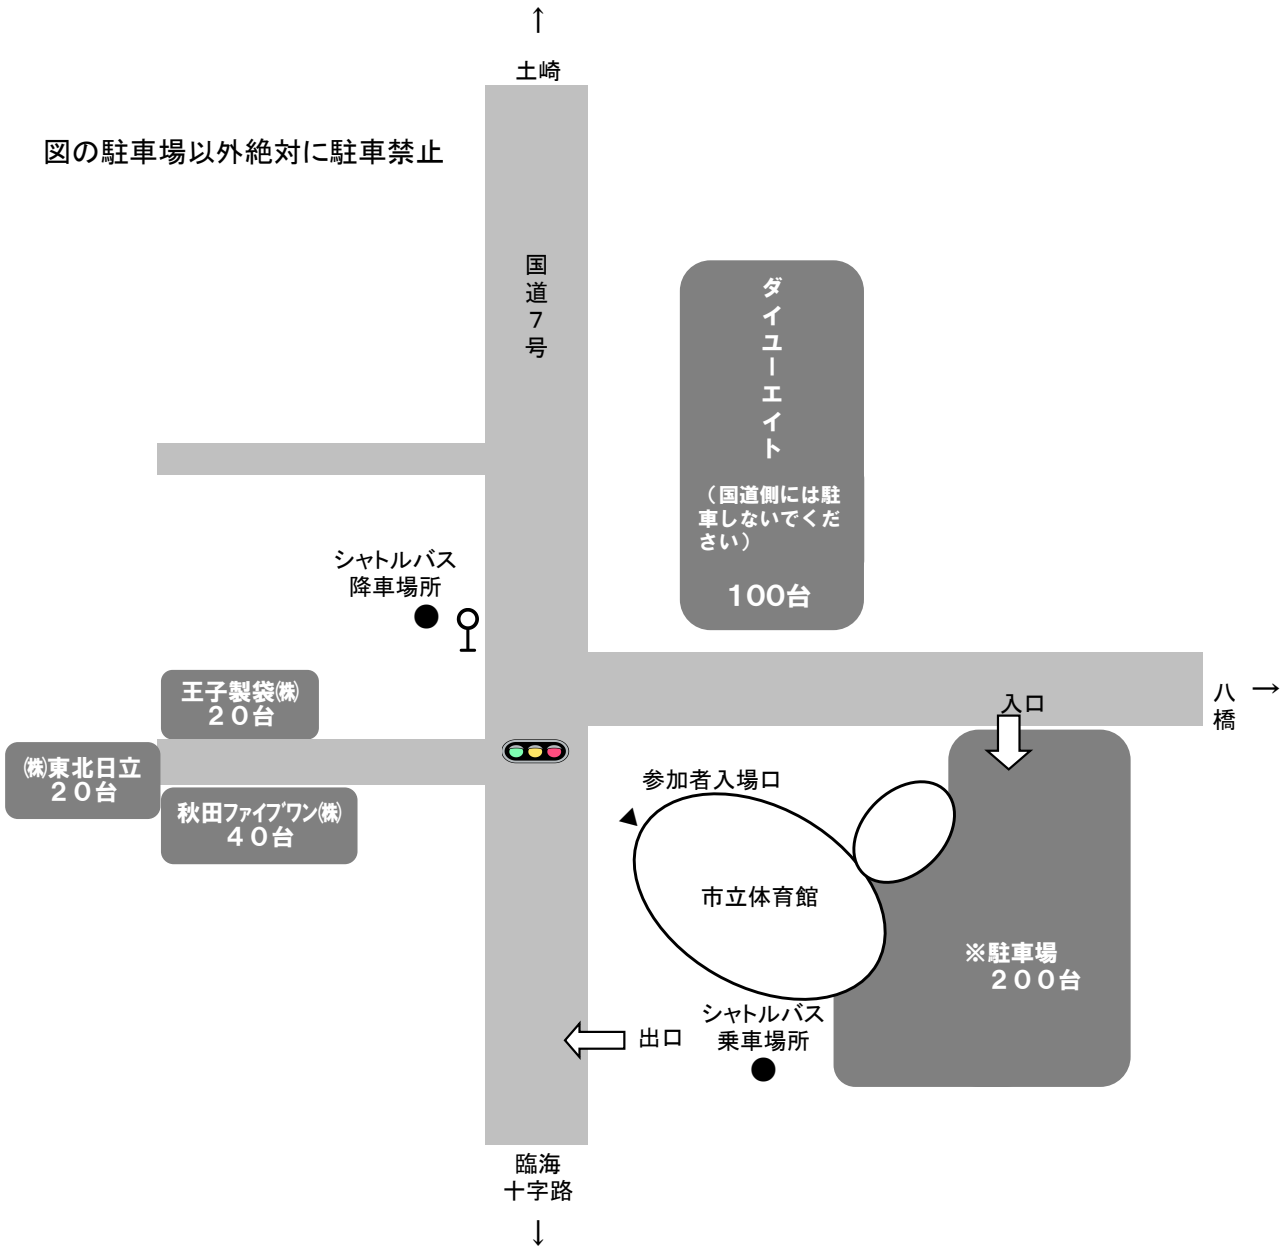 ↑
土崎
図の駐車場以外絶対に駐車禁止
国道７号
ダイユーエイト
（国道側には駐
車しないでくだ
さい）
100台
シャトルバス
降車場所
王子製袋㈱
２０台
㈱東北日立
２０台
秋田ファイブワン㈱
４０台
八橋
→
入口
参加者入場口
市立体育館
※駐車場
２００台
シャトルバス
乗車場所
出口
臨海
十字路
↓